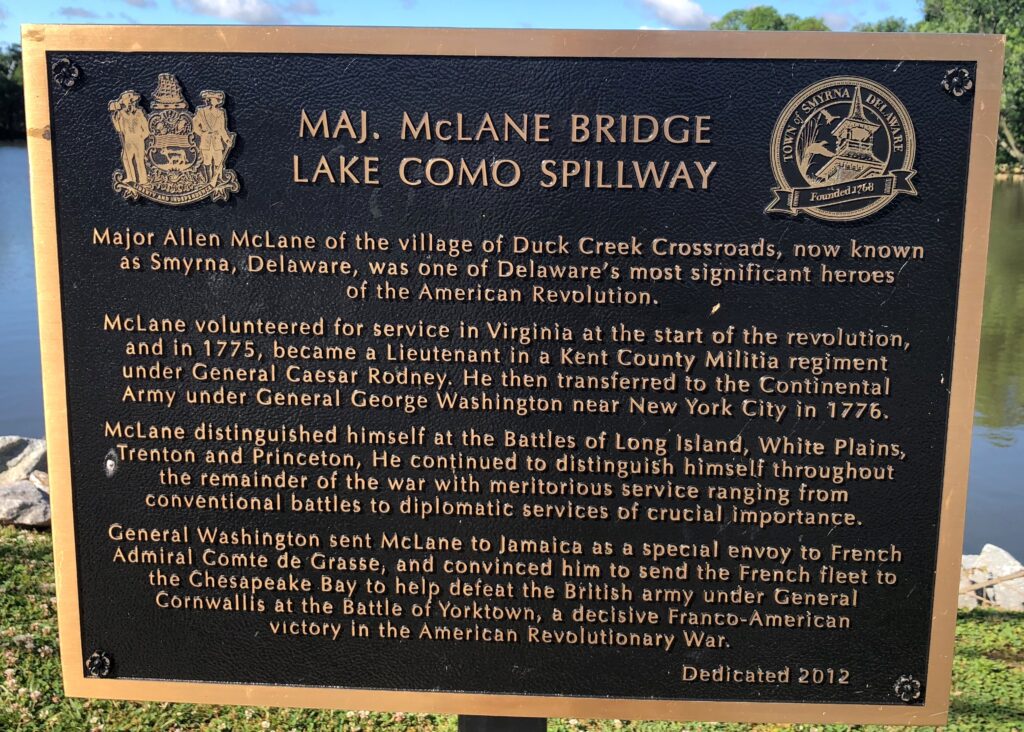 MAJ. McLANE BRIDGE
LAKE COMO SPILLWAY
TOWN of SMYRNA DELAWARE
Founded 1768
Major Allen McLane of the village of Duck Creek Crossroads, now known
as Smyrna, Delaware, was one of Delaware's most significant heroes
of the American Revolution.
McLane volunteered for service in Virginia at the start of the revolution,
and in 1775, became a Lieutenant in a Kent County Militia regiment
under General Caesar Rodney. He then transferred to the Continental
Army under General George Washington near New York City in 1776.
McLane distinguished himself at the Battles of Long Island, White Plains,
Trenton and Princeton, He continued to distinguish himself throughout
the remainder of the war with meritorious service ranging from
conventional battles to diplomatic services of crucial importance.
General Washington sent McLane to Jamaica as a special envoy to French
Admiral Comte de Grasse, and convinced him to send the French fleet to
the Chesapeake Bay to help defeat the British army under General
Cornwallis at the Battle of Yorktown, a decisive Franco-American
victory in the American Revolutionary War.
Dedicated 2012